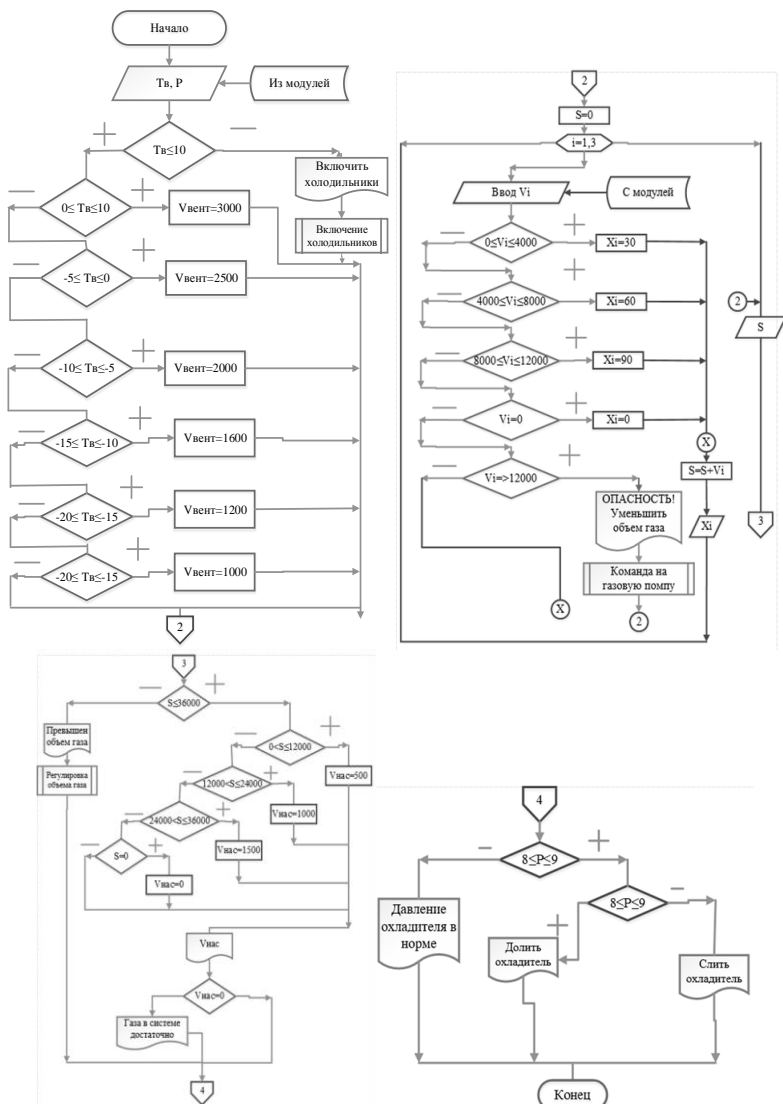 Начало
Тв, Р
Из модулей
+
—
Тв≤10
Включить
холодильники
Включение
холодильников
—
0≤ Тв≤10
+
Vвент=3000
—
-5≤ Тв≤0
+
Vвент=2500
—
-10≤ Тв≤-5
+
Vвент=2000
—
-15≤ Тв≤-10
+
Vвент=1600
—
-20≤ Тв≤-15
+
Vвент=1200
—
-20≤ Тв≤-15
+
Vвент=1000
2
2
S=0
i=1,3
Ввод Vi
С модулей
—
0≤Vi≤4000
+
Xi=30
—
4000≤Vi≤8000
+
Xi=60
2
S
—
8000≤Vi≤12000
+
Xi=90
—
Vi=0
+
Xi=0
X
—
Vi=>12000
+
S=S+Vi
ОПАСНОСТЬ!
Уменьшить
объем газа
Xi
3
Команда на
газовую помпу
X
2
3
—
S≤36000
+
Превышен
объем газа
Регулировка
объема газа
—
0<S≤12000
+
Vнас=500
—
12000<S≤24000
+
Vнас=1000
—
24000<S≤36000
+
Vнас=1500
—
S=0
+
Vнас=0
Vнас
Vнас=0
Газа в системе
достаточно
4
4
-
8≤P≤9
+
8≤P≤9
-
+
Давление
охладителя в
норме
Долить
охладитель
Слить
охладитель
Конец